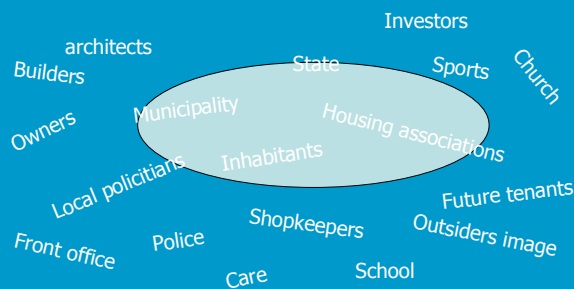 Investors
architects
State
Sports
Church
Builders
Municipality
Housing associations
Owners
Inhabitants
Local policitians
Future tenants
Shopkeepers
Outsiders image
Front office
Police
Care
School